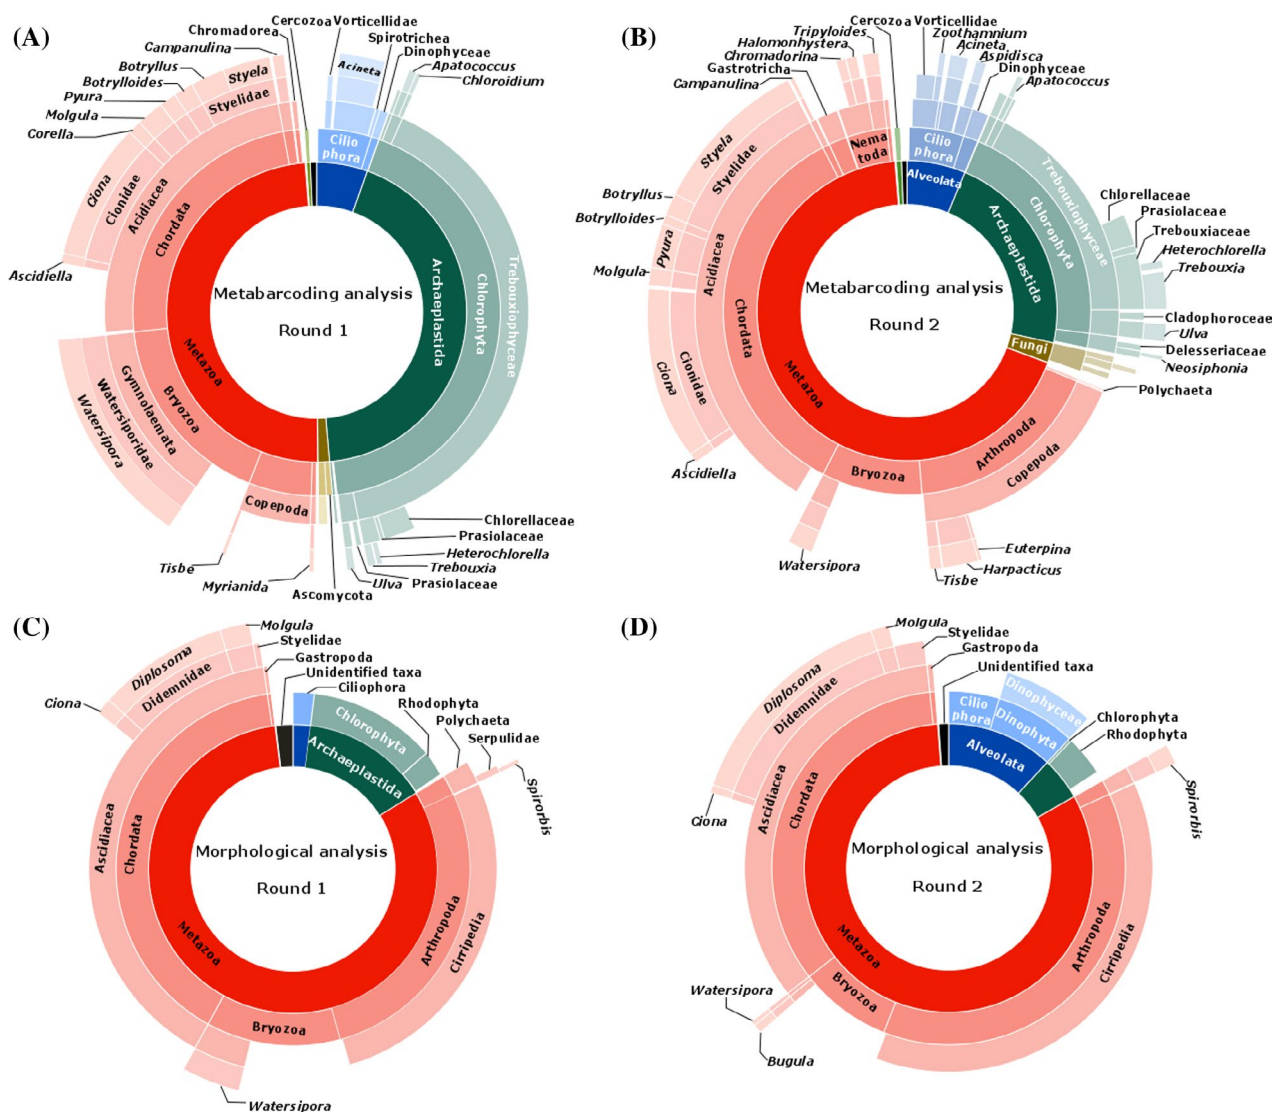 (A)
Cercozoa
Vorticellidae
Chromadorea
Spirotrichea
Campanulina
Dinophyceae
Botryllus
Styela
Acineta
Apatococcus
Botrylloides
Chloroidium
Pyura
Styelidae
Molgula
Corella
Cilio
phora
Ciona
Cionidae
Acidiacea
Chordata
Ascidiella
Metabarcoding analysis
Round 1
Archaeplastida
Chlorophyta
Trebouxiophyceae
Metazoa
Bryozoa
Gymnolaemata
Watersiporidae
Watersipora
Copepoda
Chlorellaceae
Prasiolaceae
Heterochlorella
Trebouxia
Prasiolaceae
Ulva
Tisbe
Myrianida
Ascomycota
(B)
Cercozoa
Vorticellidae
Tripyloides
Zoothamnium
Halomonhystera
Acineta
Chromadorina
Aspidisca
Gastrotricha
Dinophyceae
Campanulina
Apatococcus
Styela
Styelidae
Nema
toda
Cilio
phora
Alveolata
Trebouxiophyceae
Chlorophyta
Archaeplastida
Botryllus
Chlorellaceae
Botrylloides
Prasiolaceae
Pyura
Trebouxiaceae
Acidiacea
Heterochlorella
Molgula
Trebouxia
Chordata
Metabarcoding analysis
Round 2
Cladophoroceae
Ulva
Fungi
Delesseriaceae
Neosiphonia
Ciona
Cionidae
Metazoa
Polychaeta
Arthropoda
Copepoda
Ascidiella
Bryozoa
Watersipora
Euterpina
Harpacticus
Tisbe
(C)
Molgula
Styelidae
Diplosoma
Didemnidae
Gastropoda
Unidentified taxa
Ciliophora
Ciona
Chlorophyta
Rhodophyta
Archaeplastida
Polychaeta
Serpulidae
Spirorbis
Ascidiacea
Chordata
Morphological analysis
Round 1
Metazoa
Arthropoda
Cirripedia
Bryozoa
Watersipora
(D)
Molgula
Styelidae
Diplosoma
Didemnidae
Gastropoda
Unidentified taxa
Cilio
phora
Dinophyceae
Dinophyta
Chlorophyta
Rhodophyta
Alveolata
Ciona
Ascidiacea
Chordata
Spirorbis
Morphological analysis
Round 2
Metazoa
Arthropoda
Cirripedia
Bryozoa
Watersipora
Bugula